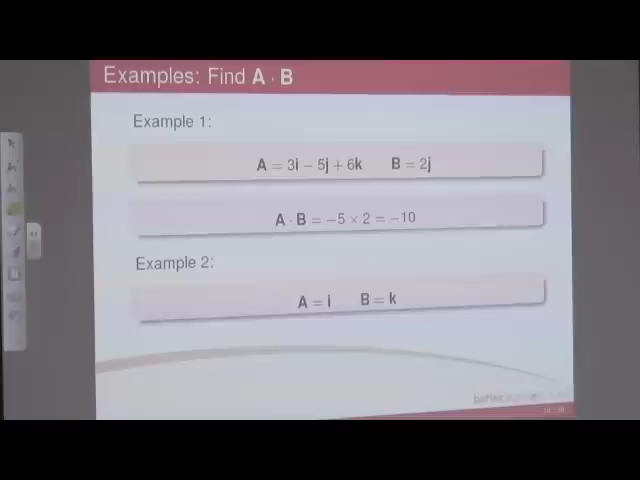 Examples: Find A · B
Example 1:
A = 3i − 5j + 6k B = 2j
A · B = −5 × 2 = −10
Example 2:
A = i B = k